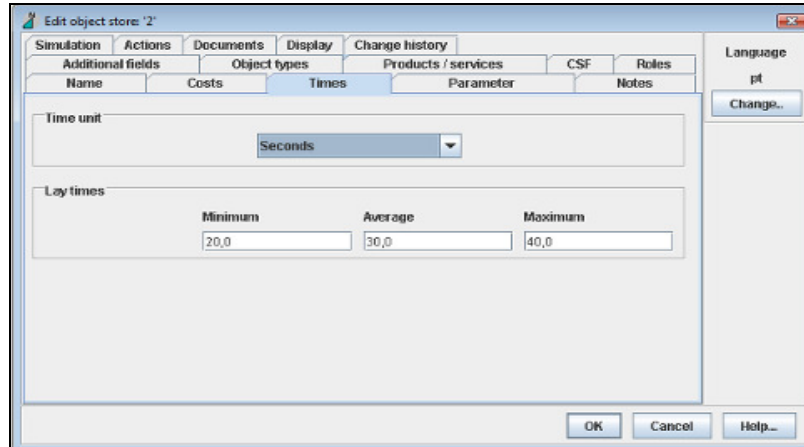 Edit object store: '2'
Simulation Actions Documents Display Change history
Additional fields Object types Products / services CSF Roles
Name Costs Times Parameter Notes
Language
pt
Change...
Time unit
Seconds
Lay times
Minimum Average Maximum
20,0 30,0 40,0
OK Cancel Help...